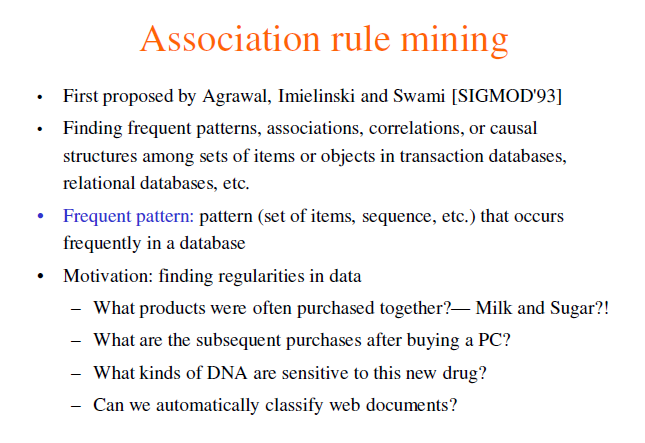 Association rule mining
• First proposed by Agrawal, Imielinski and Swami [SIGMOD'93]
• Finding frequent patterns, associations, correlations, or causal
structures among sets of items or objects in transaction databases,
relational databases, etc.
• Frequent pattern: pattern (set of items, sequence, etc.) that occurs
frequently in a database
• Motivation: finding regularities in data
– What products were often purchased together?— Milk and Sugar?!
– What are the subsequent purchases after buying a PC?
– What kinds of DNA are sensitive to this new drug?
– Can we automatically classify web documents?